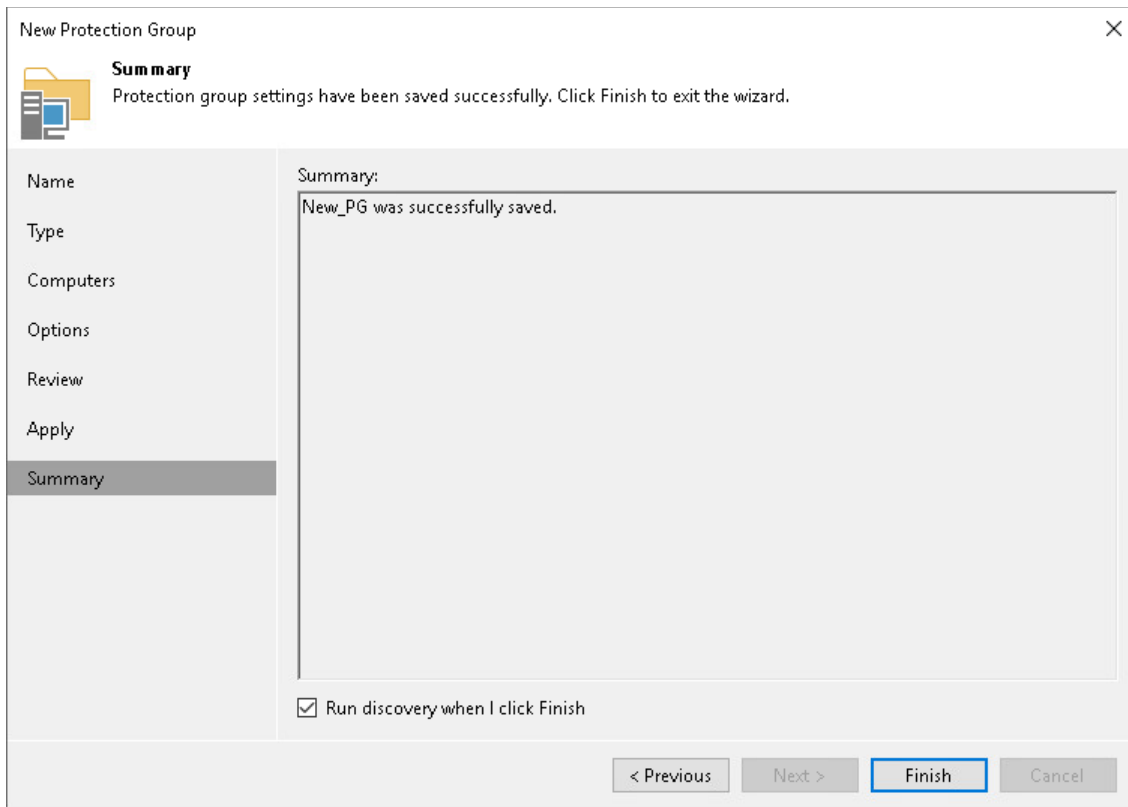 New Protection Group
Summary
Protection group settings have been saved successfully. Click Finish to exit the wizard.
Name
Type
Computers
Options
Review
Apply
Summary
Summary:
New_PG was successfully saved.
Run discovery when I click Finish
< Previous
Next >
Finish
Cancel